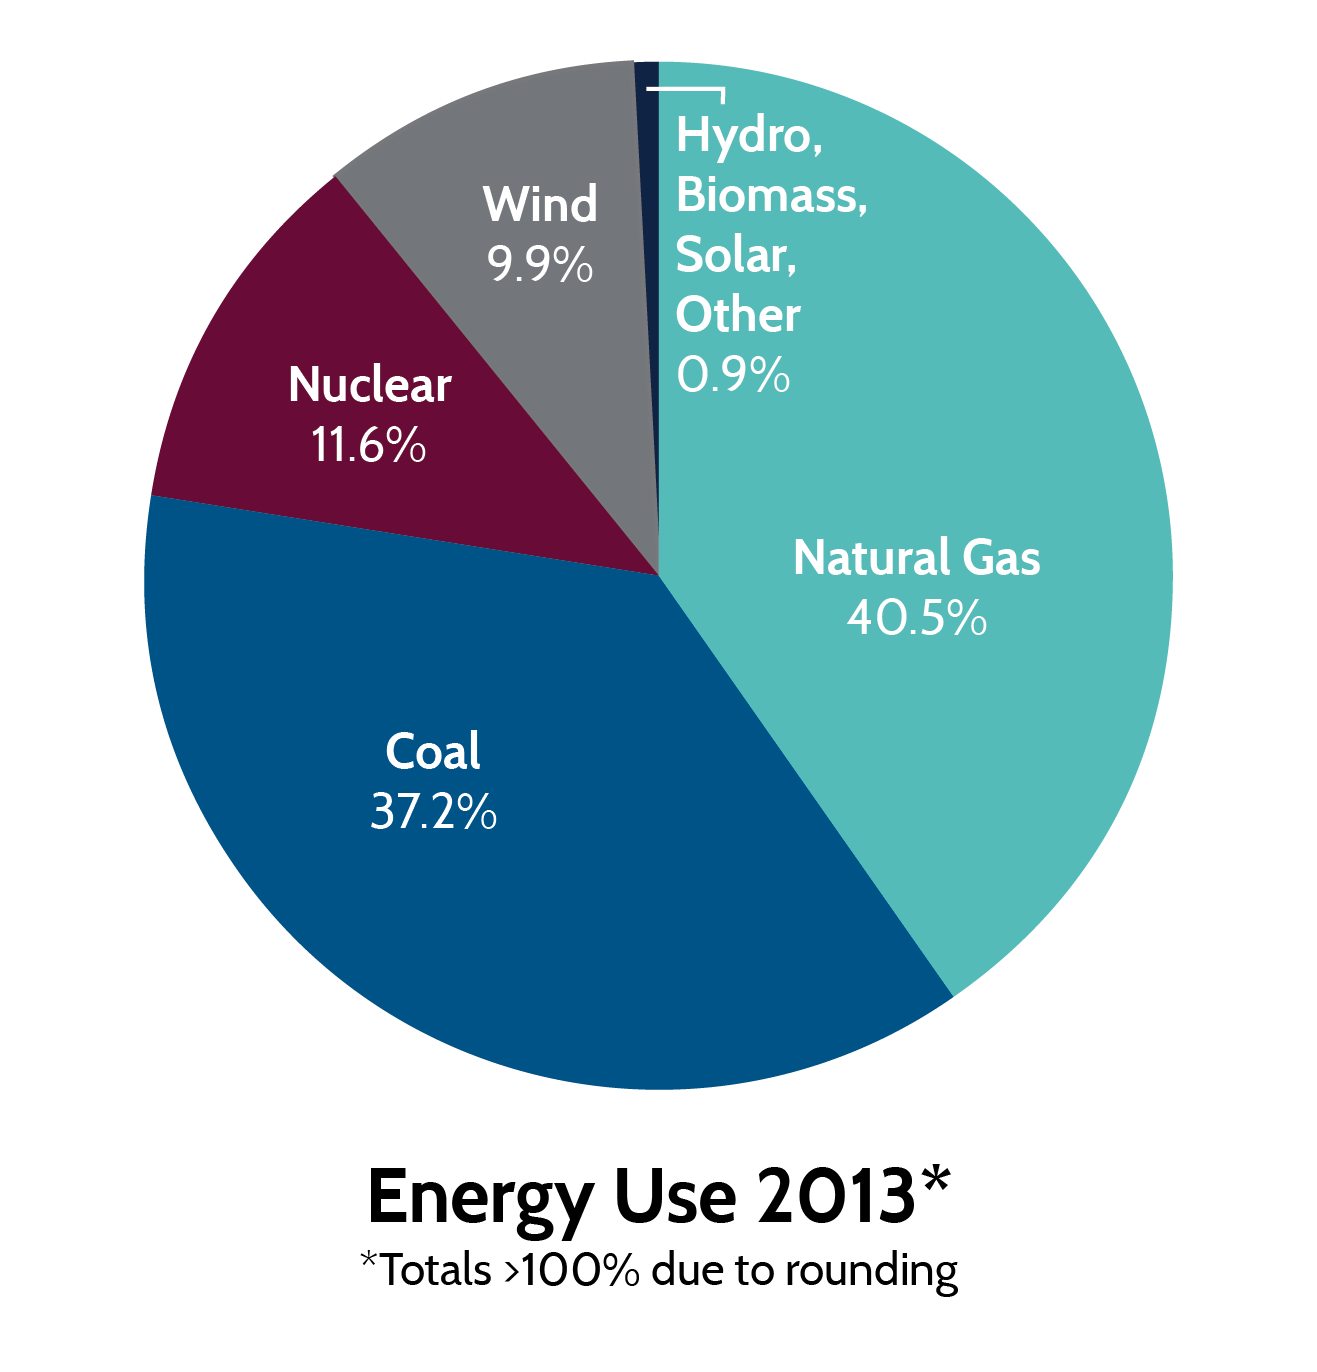 Hydro,
Biomass,
Solar,
Other
0.9%
Wind
9.9%
Nuclear
11.6%
Natural Gas
40.5%
Coal
37.2%
Energy Use 2013*
*Totals >100% due to rounding